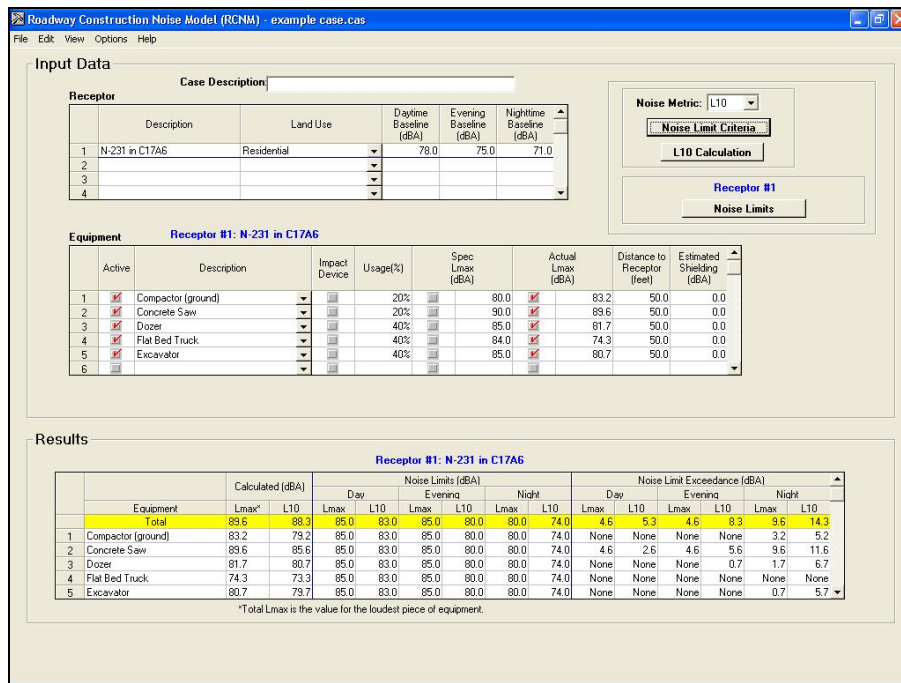 Roadway Construction Noise Model (RCNM) - example case.cas
File Edit View Options Help
Input Data
Case Description:
Receptor
Description Land Use Daytime Baseline (dBA) Evening Baseline (dBA) Nighttime Baseline (dBA)
1 N-231 in C17A6 Residential 78.0 75.0 71.0
2
3
4
Noise Metric: L10
Noise Limit Criteria
L10 Calculation
Receptor #1
Noise Limits
Equipment Receptor #1: N-231 in C17A6
Active Description Impact Device Usage(%) Spec Lmax (dBA) Actual Lmax (dBA) Distance to Receptor (feet) Estimated Shielding (dBA)
1 Compactor (ground) 20% 80.0 83.2 50.0 0.0
2 Concrete Saw 20% 90.0 89.6 50.0 0.0
3 Dozer 40% 85.0 81.7 50.0 0.0
4 Flat Bed Truck 40% 84.0 74.3 50.0 0.0
5 Excavator 40% 85.0 80.7 50.0 0.0
6
Results
Receptor #1: N-231 in C17A6
Calculated (dBA) Noise Limits (dBA) Noise Limit Exceedance (dBA)
Day Evening Night Day Evening Night
Equipment Lmax* L10 Lmax L10 Lmax L10 Lmax L10 Lmax L10 Lmax L10 Lmax L10
Total 89.6 88.3 85.0 83.0 85.0 80.0 80.0 74.0 4.6 5.3 4.6 8.3 9.6 14.3
1 Compactor (ground) 83.2 79.2 85.0 83.0 85.0 80.0 80.0 74.0 None None None None 3.2 5.2
2 Concrete Saw 89.6 85.6 85.0 83.0 85.0 80.0 80.0 74.0 4.6 2.6 4.6 5.6 9.6 11.6
3 Dozer 81.7 80.7 85.0 83.0 85.0 80.0 80.0 74.0 None None None 0.7 1.7 6.7
4 Flat Bed Truck 74.3 73.3 85.0 83.0 85.0 80.0 80.0 74.0 None None None None None None
5 Excavator 80.7 79.7 85.0 83.0 85.0 80.0 80.0 74.0 None None None None 0.7 5.7
*Total Lmax is the value for the loudest piece of equipment.